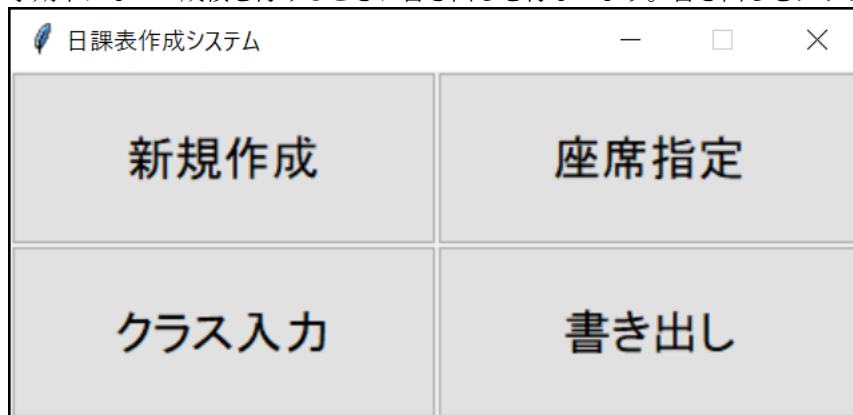 日課表作成システム
新規作成
座席指定
クラス入力
書き出し